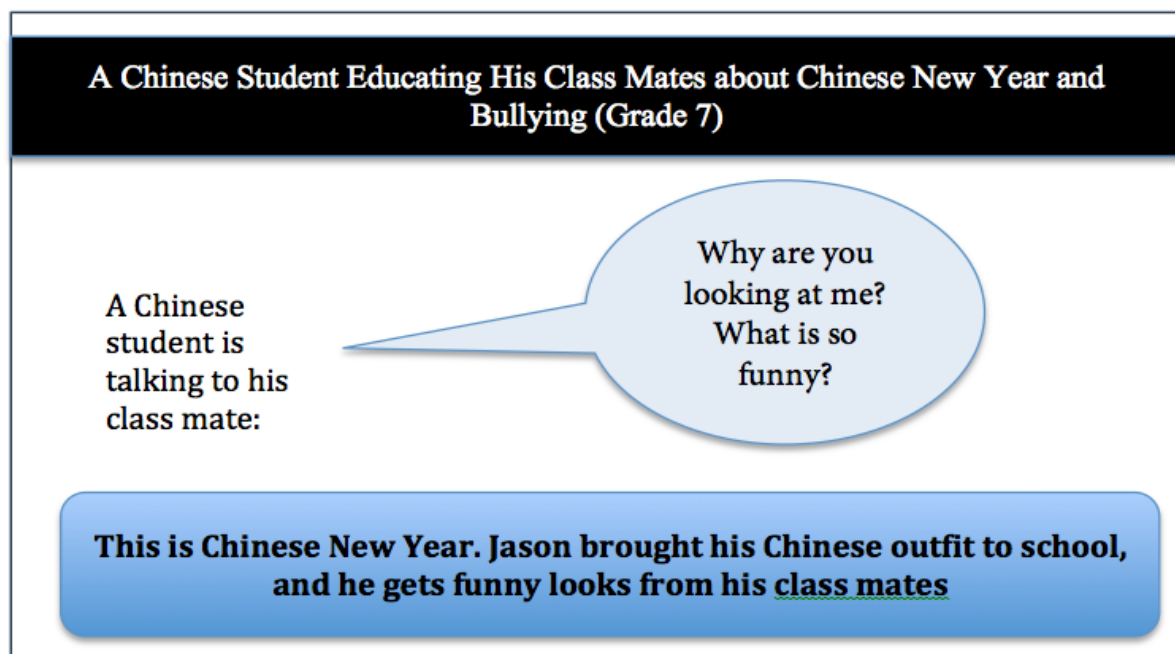 A Chinese Student Educating His Class Mates about Chinese New Year and
Bullying (Grade 7)
A Chinese
student is
talking to his
class mate:
Why are you
looking at me?
What is so
funny?
This is Chinese New Year. Jason brought his Chinese outfit to school,
and he gets funny looks from his class mates